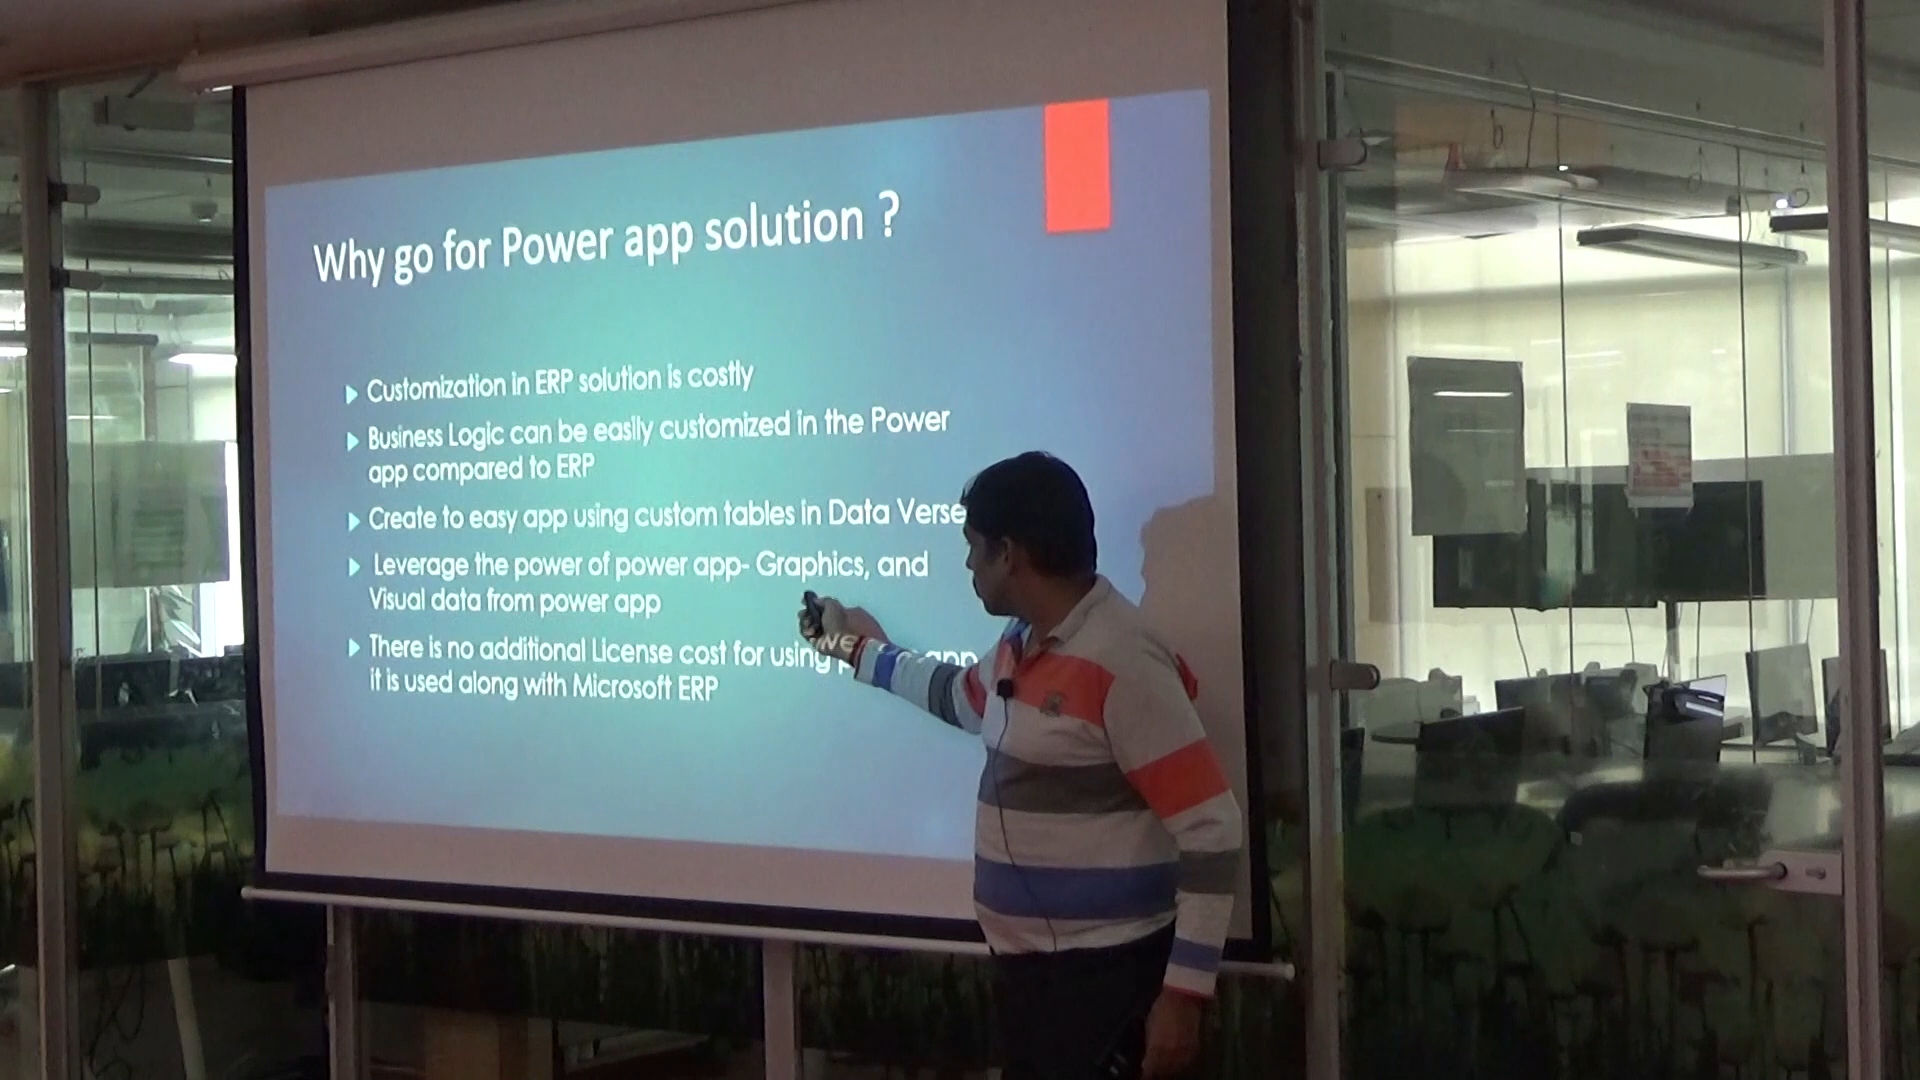 Why go for Power app solution ?
Customization in ERP solution is costly
Business Logic can be easily customized in the Power
app compared to ERP
Create to easy app using custom tables in Data Verse
Leverage the power of power app- Graphics, and
Visual data from power app
There is no additional License cost for using app
it is used along with Microsoft ERP